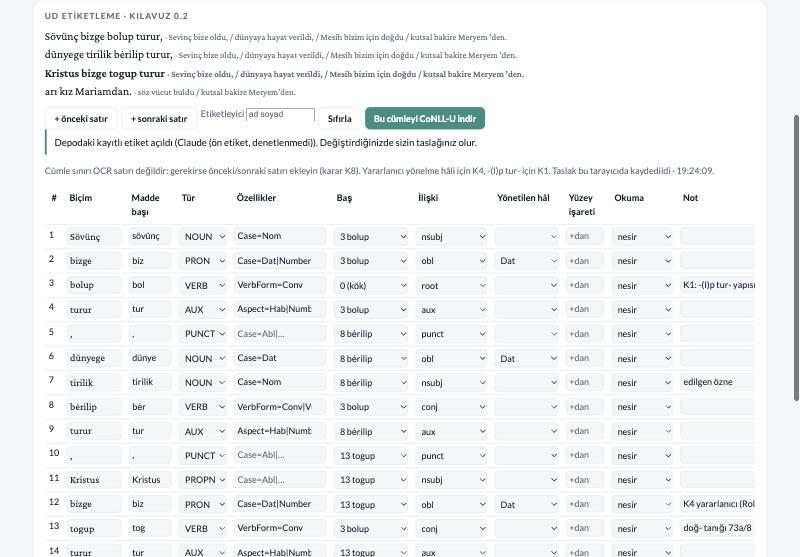 UD ETİKETLEME · KILAVUZ 0.2
Sövünç bizge bolup turur, · Sevinç bize oldu, / dünyaya hayat verildi, / Mesih bizim için doğdu / kutsal bakire Meryem 'den.
dünyege tirilik bėrilip turur, · Sevinç bize oldu, / dünyaya hayat verildi, / Mesih bizim için doğdu / kutsal bakire Meryem 'den.
Kristus bizge togup turur · Sevinç bize oldu, / dünyaya hayat verildi, / Mesih bizim için doğdu / kutsal bakire Meryem 'den.
arı kız Mariamdan. · söz vücut buldu / kutsal bakire Meryem'den.
+ önceki satır + sonraki satır Etiketleyici ad soyad Sıfırla Bu cümleyi CoNLL-U indir
Depodaki kayıtlı etiket açıldı (Claude (ön etiket, denetlenmedi)). Değiştirdiğinizde sizin taslağınız olur.
Cümle sınırı OCR satırı değildir: gerekirse önceki/sonraki satırı ekleyin (karar K8). Yararlanıcı yönelme hâli için K4, -(I)p tur- için K1. Taslak bu tarayıcıda kaydedildi · 19:24:09.
# Biçim Madde başı Tür Özellikler Baş İlişki Yönetilen hâl Yüzey işareti Okuma Not
1 Sövünç sövünç NOUN Case=Nom 3 bolup nsubj +dan nesir
2 bizge biz PRON Case=Dat|Number 3 bolup obl Dat +dan nesir
3 bolup bol VERB VerbForm=Conv 0 (kök) root +dan nesir K1: -(I)p tur- yapısı
4 turur tur AUX Aspect=Hab|Numb 3 bolup aux +dan nesir
5 , , PUNCT Case=Abl|... 8 bėrilip punct +dan nesir
6 dünyege dünye NOUN Case=Dat 8 bėrilip obl Dat +dan nesir
7 tirilik tirilik NOUN Case=Nom 8 bėrilip nsubj +dan nesir edilgen özne
8 bėrilip bėr VERB VerbForm=Conv|V 3 bolup conj +dan nesir
9 turur tur AUX Aspect=Hab|Numb 8 bėrilip aux +dan nesir
10 , , PUNCT Case=Abl|... 13 togup punct +dan nesir
11 Kristus Kristus PROPN Case=Abl|... 13 togup nsubj +dan nesir
12 bizge biz PRON Case=Dat|Number 13 togup obl Dat +dan nesir K4 yararlanıcı (Rol
13 togup tog VERB VerbForm=Conv 3 bolup conj +dan nesir doğ- tanığı 73a/8
14 turur tur AUX Aspect=Hab|Numb 13 togup aux +dan nesir